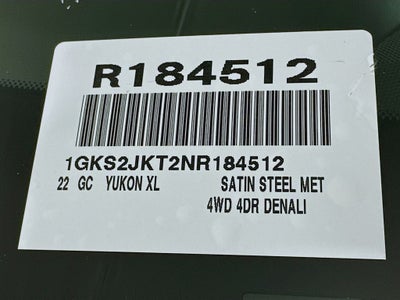 R184512
1GKS2JKT2NR184512
22 GC YUKON XL SATIN STEEL MET
4WD 4DR DENALI